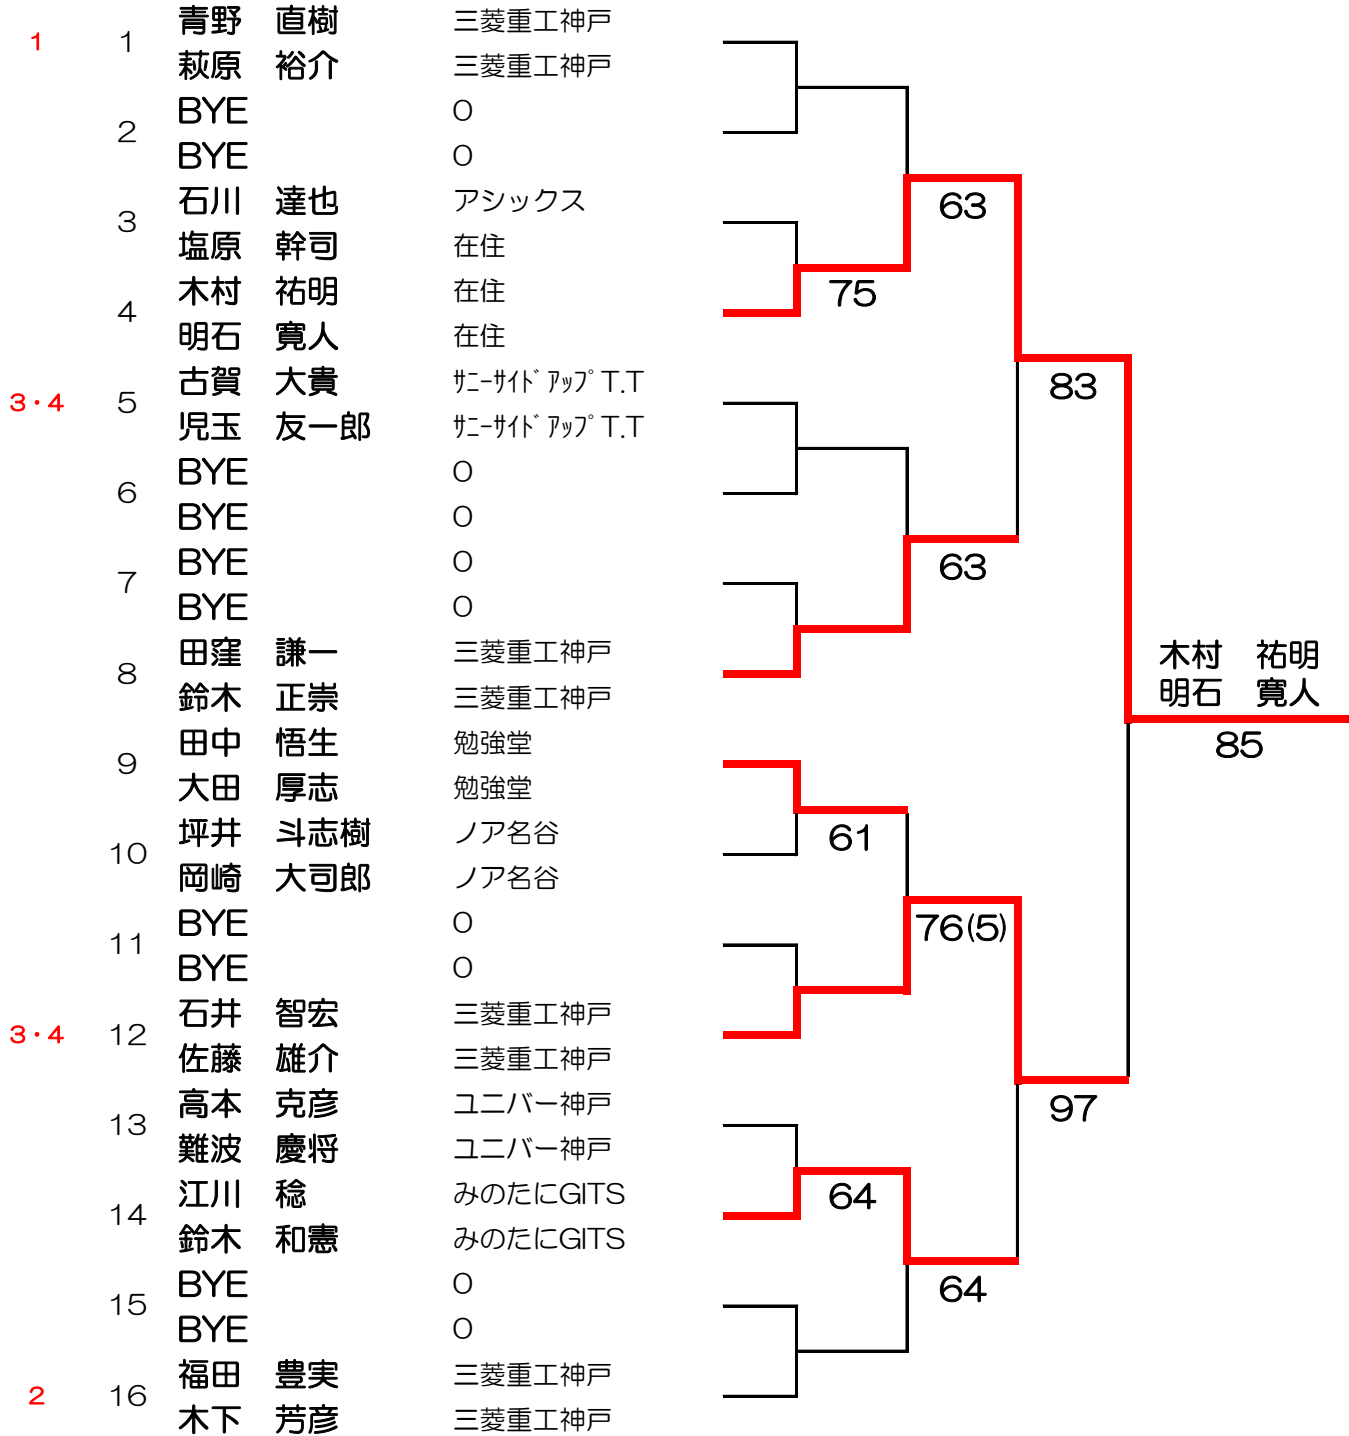 青野 直樹 三菱重工神戸
1 1
萩原 裕介 三菱重工神戸
BYE 0
2
BYE 0
石川 達也 アシックス
63
3
塩原 幹司 在住
木村 祐明 在住
75
4
明石 寛人 在住
古賀 大貴 ｻﾆｰｻｲﾄﾞｱｯﾌﾟT.T
83
3・4 5
児玉 友一郎 ｻﾆｰｻｲﾄﾞｱｯﾌﾟT.T
BYE 0
6
BYE 0
BYE 0
63
7
BYE 0
田窪 謙一 三菱重工神戸
木村 祐明
8
鈴木 正崇 三菱重工神戸
明石 寛人
田中 悟生 勉強堂
85
9
大田 厚志 勉強堂
坪井 斗志樹 ノア名谷
61
10
岡崎 大司郎 ノア名谷
BYE 0
76(5)
11
BYE 0
石井 智宏 三菱重工神戸
3・4 12
佐藤 雄介 三菱重工神戸
高本 克彦 ユニバー神戸
97
13
難波 慶将 ユニバー神戸
江川 稔 みのたにGITS
64
14
鈴木 和憲 みのたにGITS
BYE 0
64
15
BYE 0
福田 豊実 三菱重工神戸
2 16
木下 芳彦 三菱重工神戸